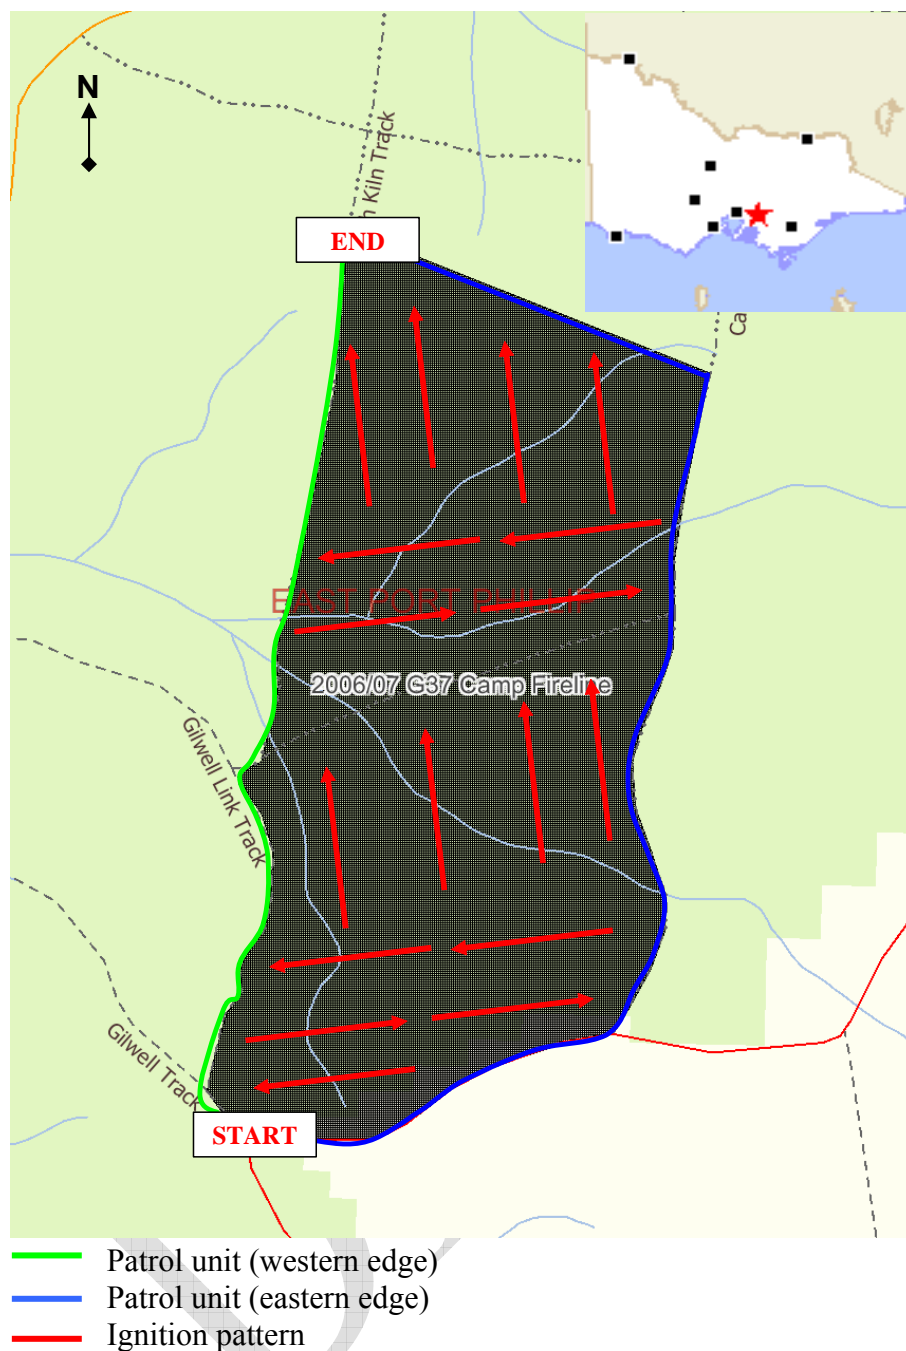 N
n Kiln Track
END
Ca
EAST PORT PHILLIP
2006/07 G37 Camp Fireline
Gilwell Link Track
Gilwell Track
START
Patrol unit (western edge)
Patrol unit (eastern edge)
Ignition pattern